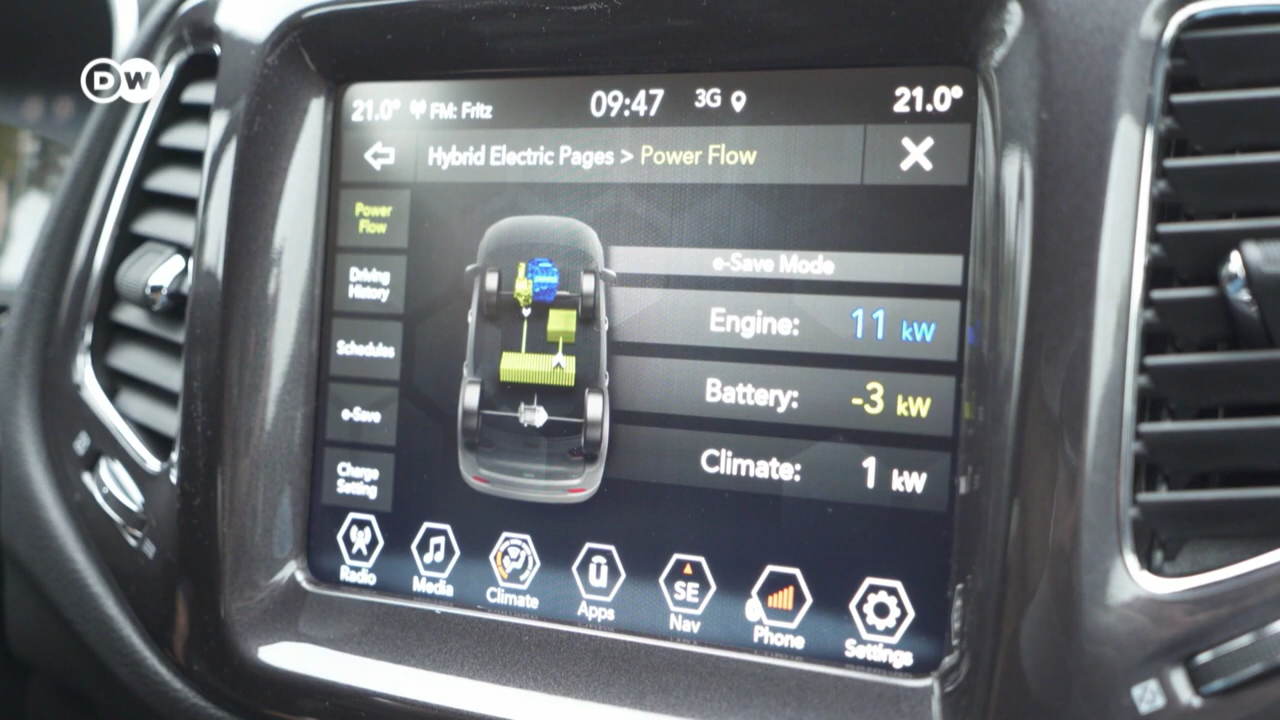 DW
21.0° FM: Fritz 09:47 3G 21.0°
Hybrid Electric Pages > Power Flow
Power
Flow
Driving
History
Schedules
e-Save
Charge
Setting
e-Save Mode
Engine: 11 kW
Battery: -3 kW
Climate: 1 kW
Radio
Media
Climate
û
Apps
SE
Nav
Phone
Settings